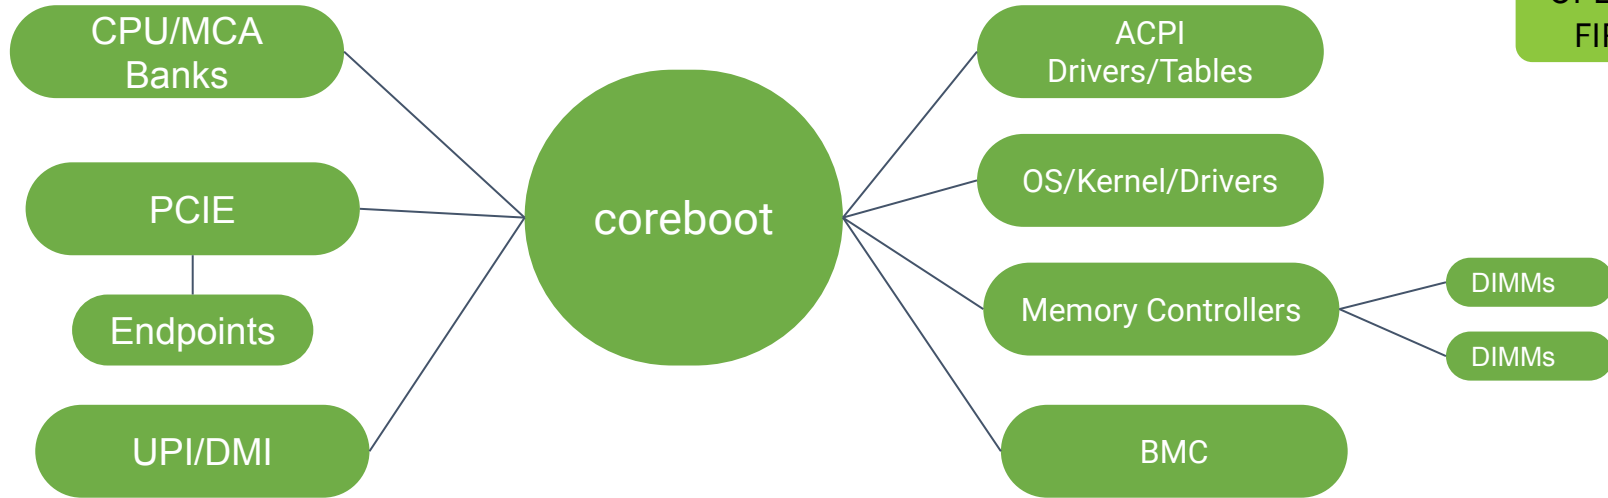 CPU/MCA
Banks
PCIE
Endpoints
UPI/DMI
coreboot
ACPI
Drivers/Tables
OS/Kernel/Drivers
Memory Controllers
DIMMs
DIMMs
BMC